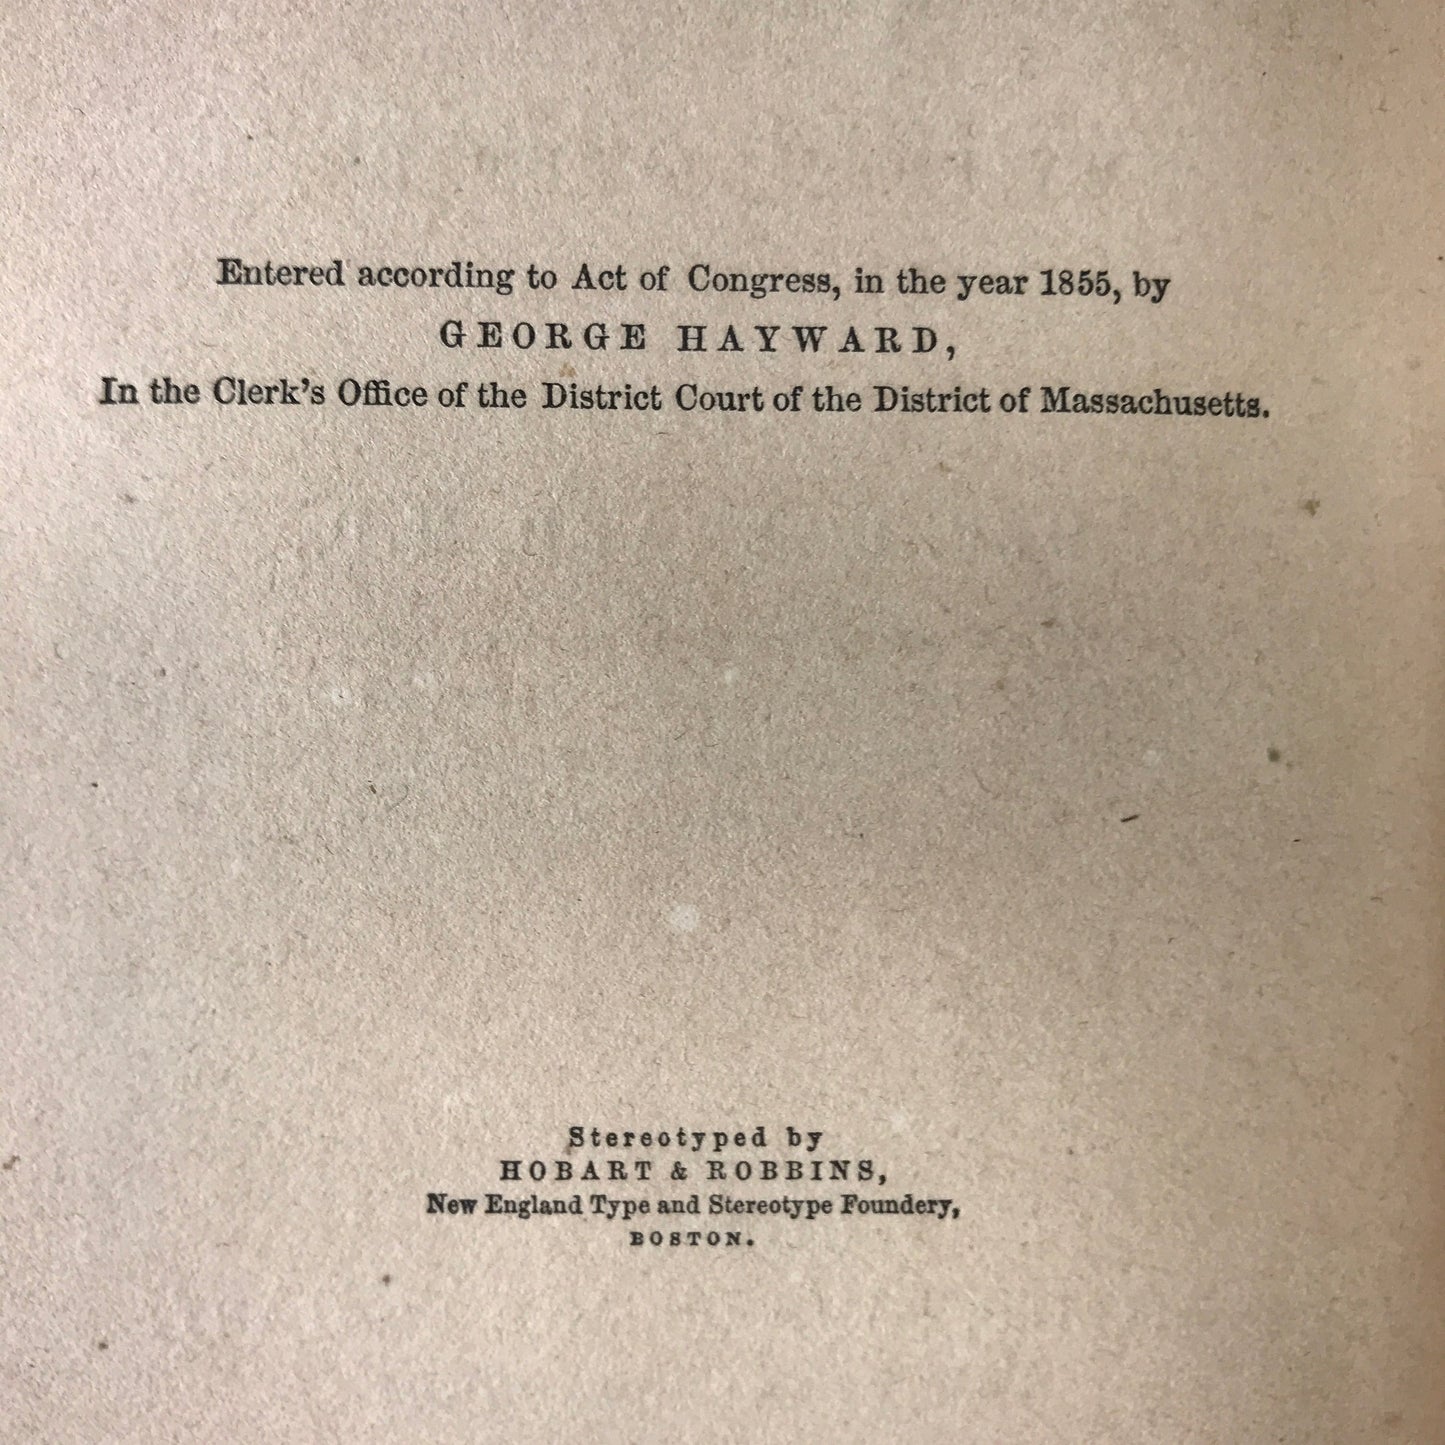 Entered according to Act of Congress, in the year 1855, by
GEORGE HAYWARD,
In the Clerk's Office of the District Court of the District of Massachusetts.
Stereotyped by
HOBART & ROBBINS,
New England Type and Stereotype Foundery,
BOSTON.